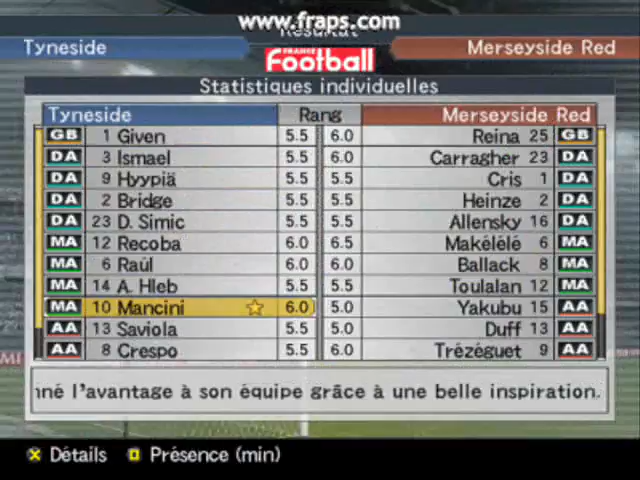 www.fraps.com
Résultat
Tyneside Merseyside Red
FRANCE
Football
Statistiques individuelles
Tyneside Rang Merseyside Red
GB 1 Given 5.5 6.0 Reina 25 GB
DA 3 Ismael 5.5 6.0 Carragher 23 DA
DA 9 Hyypiä 5.5 5.5 Cris 1 DA
DA 2 Bridge 5.5 5.5 Heinze 2 DA
DA 23 D. Simic 5.5 5.5 Allensky 16 DA
MA 12 Recoba 6.0 6.5 Makélélé 6 MA
MA 6 Raúl 6.0 6.0 Ballack 8 MA
MA 14 A. Hleb 5.5 5.5 Toulalan 12 MA
MA 10 Mancini 6.0 5.0 Yakubu 15 AA
AA 13 Saviola 5.5 5.0 Duff 13 AA
AA 8 Crespo 5.5 6.0 Trézéguet 9 AA
nné l'avantage à son équipe grâce à une belle inspiration.
Détails Présence (min)